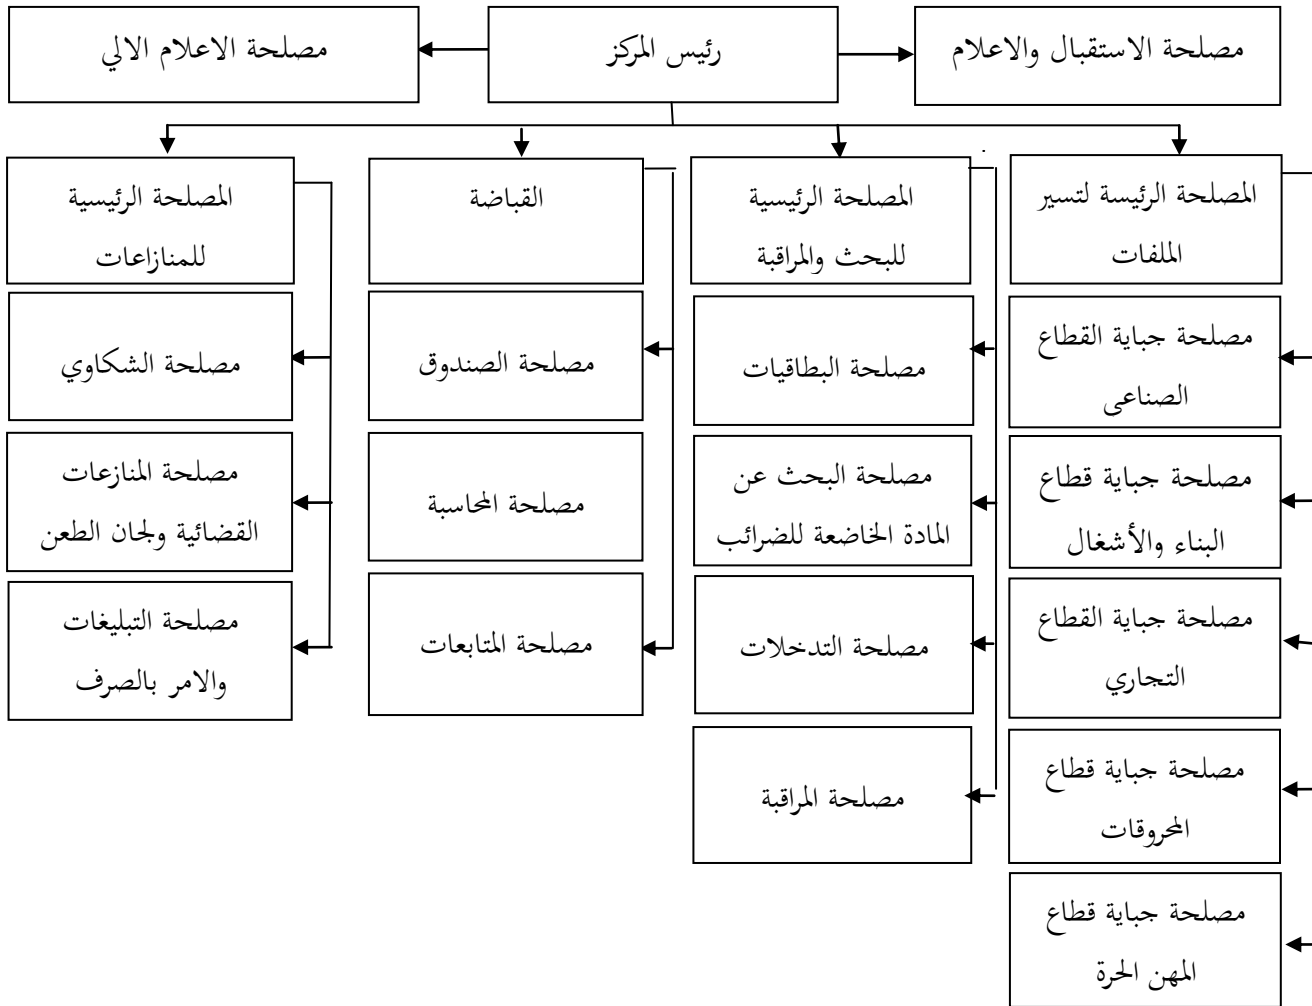 مصلحة الاستقبال والاعلام
رئيس المركز
مصلحة الاعلام الالي
المصلحة الرئيسة لتسير
الملفات
مصلحة جباية القطاع
الصناعى
مصلحة جباية قطاع
البناء والأشغال
مصلحة جباية القطاع
التجاري
مصلحة جباية قطاع
المحروقات
مصلحة جباية قطاع
المهن الحرة
المصلحة الرئيسية
للبحث والمراقبة
مصلحة البطاقيات
مصلحة البحث عن
المادة الخاضعة للضرائب
مصلحة التدخلات
مصلحة المراقبة
القباضة
مصلحة الصندوق
مصلحة المحاسبة
مصلحة المتابعات
المصلحة الرئيسية
للمنازاعات
مصلحة الشكاوي
مصلحة المنازعات
القضائية ولجان الطعن
مصلحة التبليغات
والامر بالصرف